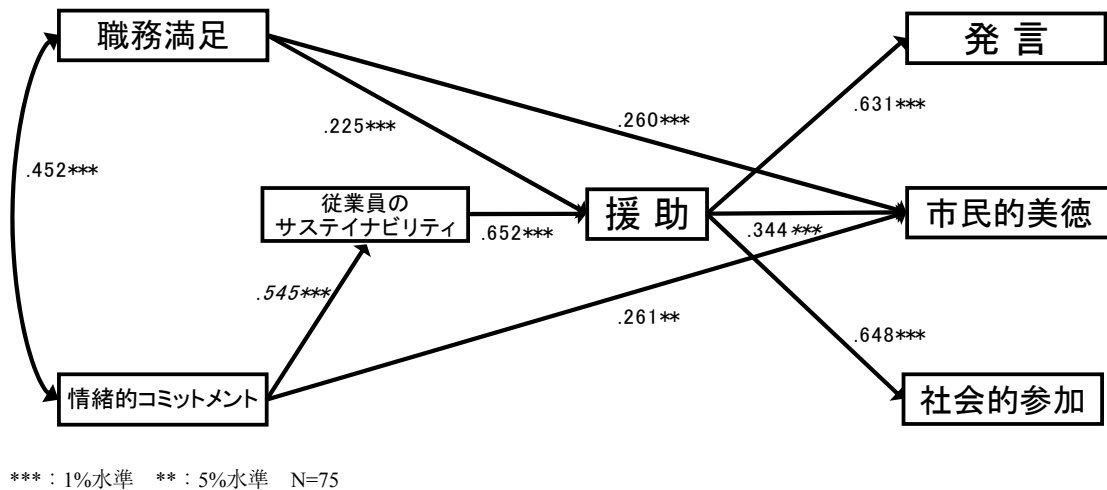 職務満足
発 言
.631***
.225***
.260***
.452***
従業員の
サステイナビリティ
援 助
市民的美徳
.652***
.344***
.545***
.261**
.648***
情緒的コミットメント
社会的参加
***：1%水準　**：5%水準　N=75